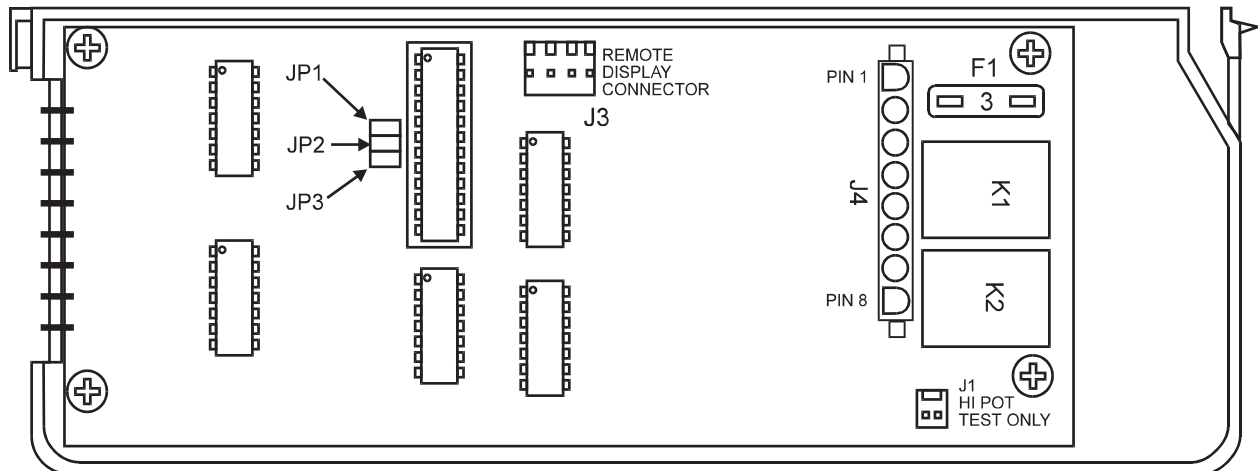 JP1
JP2
JP3
REMOTE
DISPLAY
CONNECTOR
J3
PIN 1
J4
PIN 8
F1
3
K1
K2
J1
HI POT
TEST ONLY